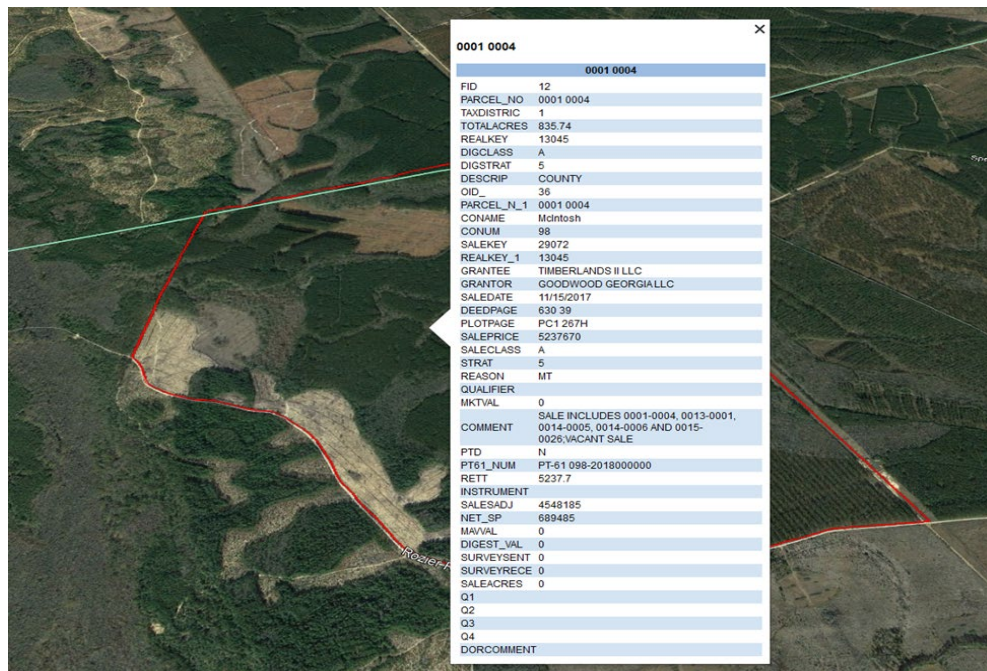 0001 0004
0001 0004
FID 12
PARCEL_NO 0001 0004
TAXDISTRIC 1
TOTALACRES 835.74
REALKEY 13045
DIGCLASS A
DIGSTRAT 5
DESCRIP COUNTY
OID_ 36
PARCEL_N_1 0001 0004
CONAME McIntosh
CONUM 98
SALEKEY 29072
REALKEY_1 13045
GRANTEE TIMBERLANDS II LLC
GRANTOR GOODWOOD GEORGIA LLC
SALEDATE 11/15/2017
DEEDPAGE 630 39
PLOTPAGE PC1 267H
SALEPRICE 5237670
SALECLASS A
STRAT 5
REASON MT
QUALIFIER
MKTVAL 0
SALE INCLUDES 0001-0004, 0013-0001,
COMMENT 0014-0005, 0014-0006 AND 0015-
0026;VACANT SALE
PTD N
PT61_NUM PT-61 098-2018000000
RETT 5237.7
INSTRUMENT
SALESADJ 4548185
NET_SP 689485
MAVVAL 0
DIGEST_VAL 0
SURVEYSENT 0
SURVEYRECE 0
SALEACRES 0
Q1
Q2
Q3
Q4
DORCOMMENT
Rozier